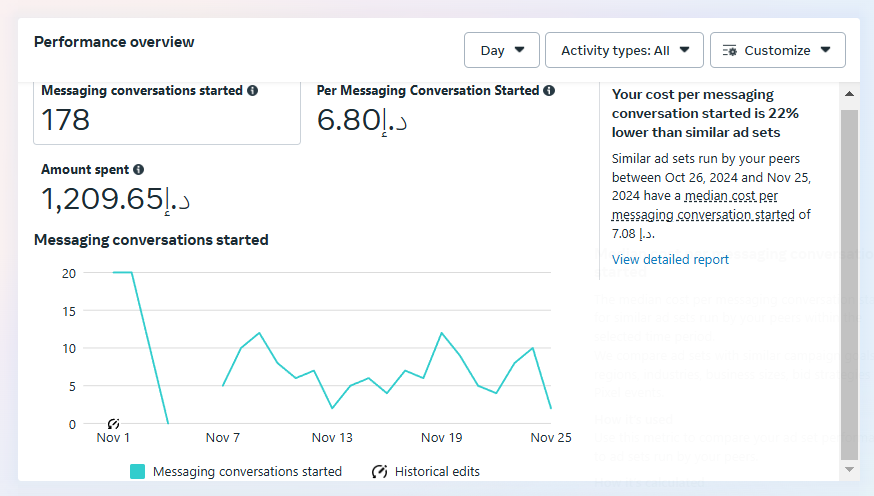 Performance overview
Day
Activity types: All
Customize
Messaging conversations started
178
Per Messaging Conversation Started
6.80د.إ
Amount spent
1,209.65د.إ
Your cost per messaging
conversation started is 22%
lower than similar ad sets
Similar ad sets run by your peers
between Oct 26, 2024 and Nov 25,
2024 have a median cost per
messaging conversation started of
7.08 د.إ.
View detailed report
Messaging conversations started
20
15
10
5
0
Nov 1 Nov 7 Nov 13 Nov 19 Nov 25
Messaging conversations started Historical edits